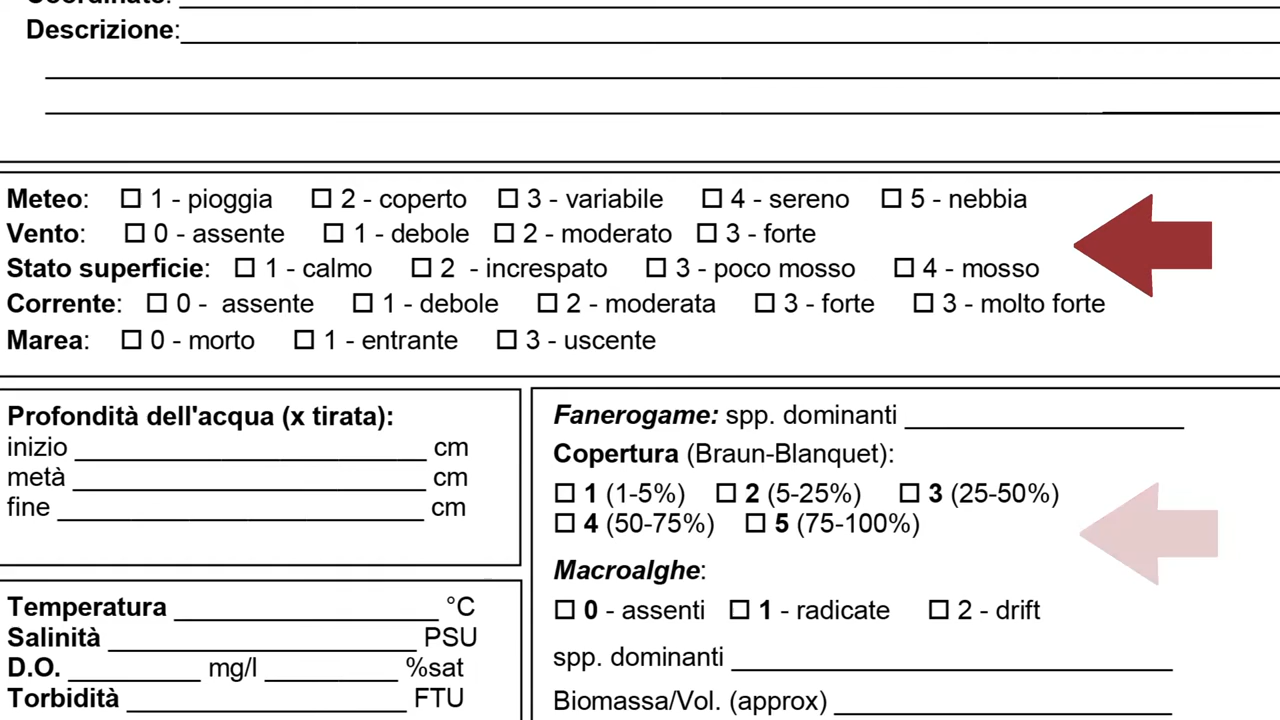 Coordinate:
Descrizione:
Meteo: 1 - pioggia 2 - coperto 3 - variabile 4 - sereno 5 - nebbia
Vento: 0 - assente 1 - debole 2 - moderato 3 - forte
Stato superficie: 1 - calmo 2 - increspato 3 - poco mosso 4 - mosso
Corrente: 0 - assente 1 - debole 2 - moderata 3 - forte 3 - molto forte
Marea: 0 - morto 1 - entrante 3 - uscente
Profondità dell'acqua (x tirata):
inizio cm
metà cm
fine cm
Temperatura °C
Salinità PSU
D.O. mg/l %sat
Torbidità FTU
Fanerogame: spp. dominanti
Copertura (Braun-Blanquet):
1 (1-5%) 2 (5-25%) 3 (25-50%)
4 (50-75%) 5 (75-100%)
Macroalghe:
0 - assenti 1 - radicate 2 - drift
spp. dominanti
Biomassa/Vol. (approx)